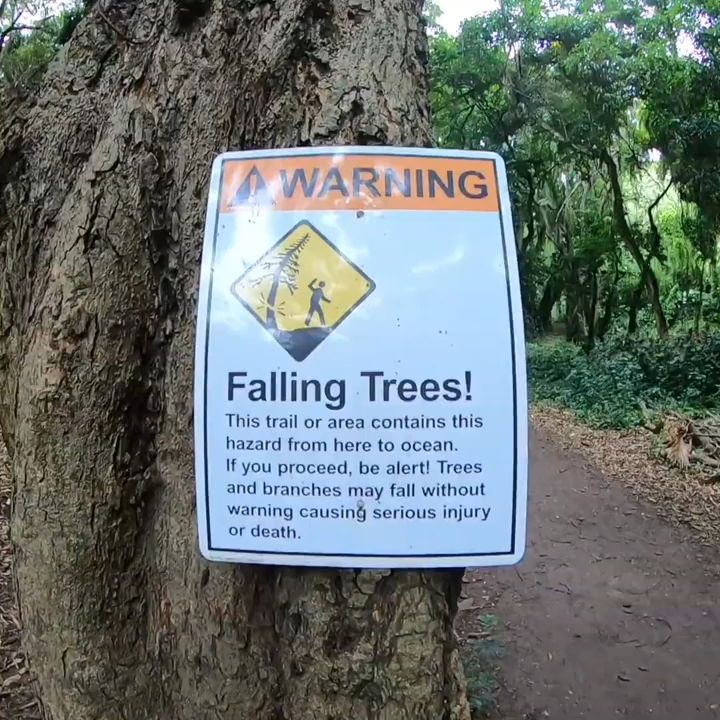 WARNING
Falling Trees!
This trail or area contains this
hazard from here to ocean.
If you proceed, be alert! Trees
and branches may fall without
warning causing serious injury
or death.